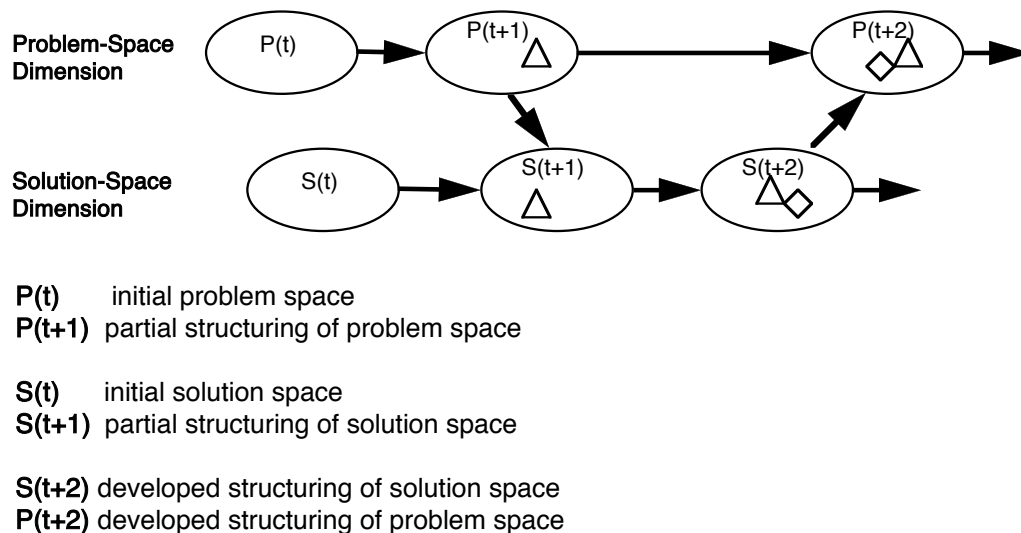 Problem-Space
Dimension
P(t)
P(t+1)
P(t+2)
Solution-Space
Dimension
S(t)
S(t+1)
S(t+2)
P(t) initial problem space
P(t+1) partial structuring of problem space
S(t) initial solution space
S(t+1) partial structuring of solution space
S(t+2) developed structuring of solution space
P(t+2) developed structuring of problem space